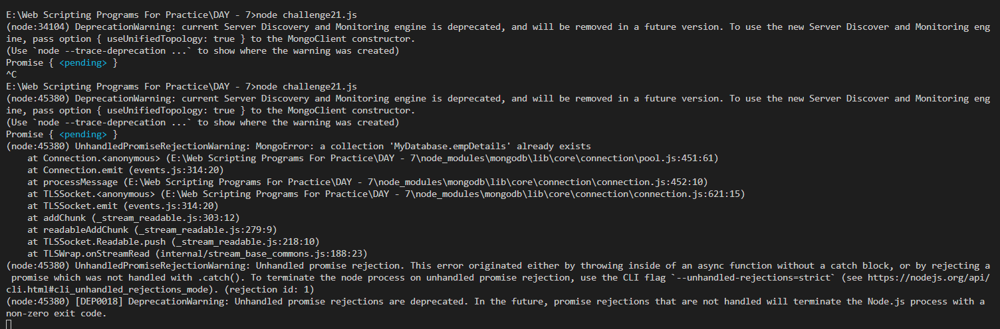 E:\Web Scripting Programs For Practice\DAY - 7>node challenge21.js
(node:34104) DeprecationWarning: current Server Discovery and Monitoring engine is deprecated, and will be removed in a future version. To use the new Server Discover and Monitoring eng
ine, pass option { useUnifiedTopology: true } to the MongoClient constructor.
(Use `node --trace-deprecation ...` to show where the warning was created)
Promise { <pending> }
^C
E:\Web Scripting Programs For Practice\DAY - 7>node challenge21.js
(node:45380) DeprecationWarning: current Server Discovery and Monitoring engine is deprecated, and will be removed in a future version. To use the new Server Discover and Monitoring eng
ine, pass option { useUnifiedTopology: true } to the MongoClient constructor.
(Use `node --trace-deprecation ...` to show where the warning was created)
Promise { <pending> }
(node:45380) UnhandledPromiseRejectionWarning: MongoError: a collection 'MyDatabase.empDetails' already exists
    at Connection.<anonymous> (E:\Web Scripting Programs For Practice\DAY - 7\node_modules\mongodb\lib\core\connection\pool.js:451:61)
    at Connection.emit (events.js:314:20)
    at processMessage (E:\Web Scripting Programs For Practice\DAY - 7\node_modules\mongodb\lib\core\connection\connection.js:452:10)
    at TLSSocket.<anonymous> (E:\Web Scripting Programs For Practice\DAY - 7\node_modules\mongodb\lib\core\connection\connection.js:621:15)
    at TLSSocket.emit (events.js:314:20)
    at addChunk (_stream_readable.js:303:12)
    at readableAddChunk (_stream_readable.js:279:9)
    at TLSSocket.Readable.push (_stream_readable.js:218:10)
    at TLSWrap.onStreamRead (internal/stream_base_commons.js:188:23)
(node:45380) UnhandledPromiseRejectionWarning: Unhandled promise rejection. This error originated either by throwing inside of an async function without a catch block, or by rejecting a
 promise which was not handled with .catch(). To terminate the node process on unhandled promise rejection, use the CLI flag `--unhandled-rejections=strict` (see https://nodejs.org/api/
cli.html#cli_unhandled_rejections_mode). (rejection id: 1)
(node:45380) [DEP0018] DeprecationWarning: Unhandled promise rejections are deprecated. In the future, promise rejections that are not handled will terminate the Node.js process with a
non-zero exit code.